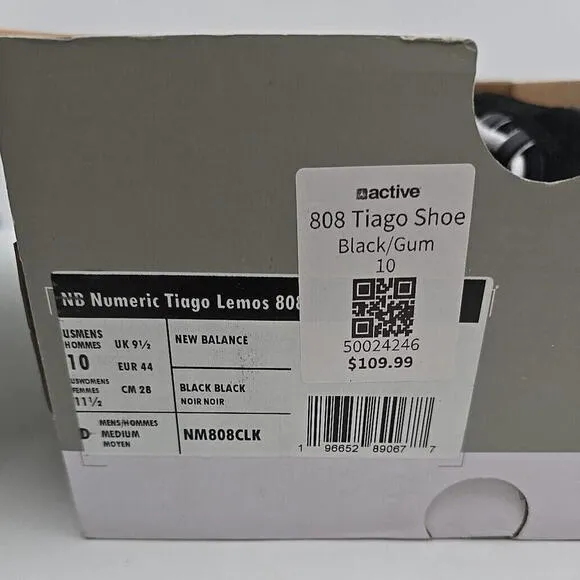 active
808 Tiago Shoe
Black/Gum
10
50024246
$109.99
NB Numeric Tiago Lemos 808
USMENS
HOMMES
10
UK 9½
EUR 44
USWOMENS
FEMMES
11½
CM 28
D
MENS/HOMMES
MEDIUM
MOYEN
NEW BALANCE
BLACK BLACK
NOIR NOIR
NM808CLK
1 96652 89067 7